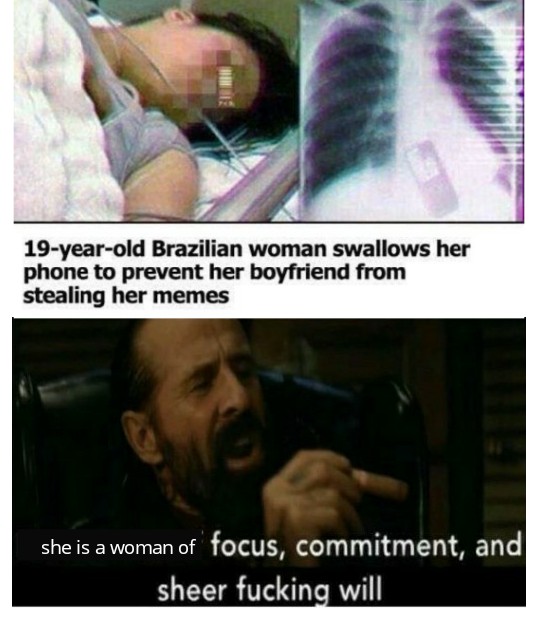 19-year-old Brazilian woman swallows her
phone to prevent her boyfriend from
stealing her memes
she is a woman of focus, commitment, and
sheer fucking will